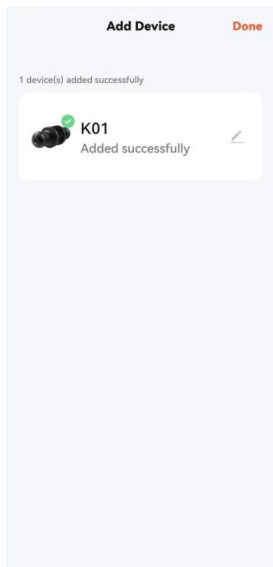 Add Device
Done
1 device(s) added successfully
K01
Added successfully